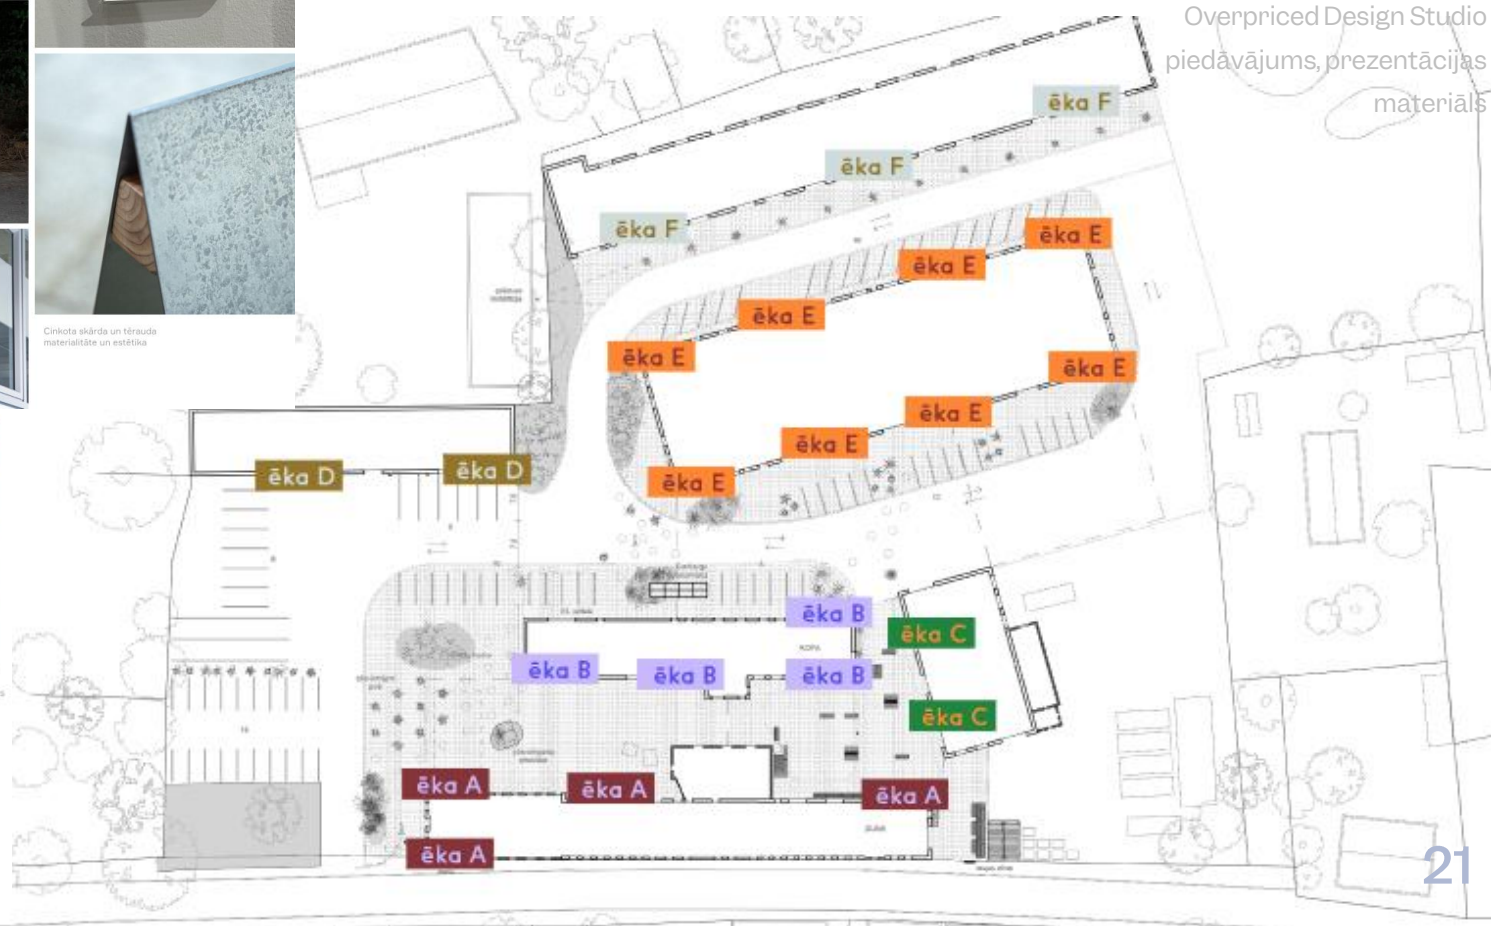 Overpriced Design Studio
piedāvājums, prezentācijas
materiāls
Cinkota skārda un tērauda
materialitāte un estētika
ēka F
ēka F
ēka F
ēka E
ēka E
ēka E
ēka E
ēka E
ēka E
ēka E
ēka E
ēka D
ēka D
ēka B
ēka C
ēka B
ēka B
ēka B
ēka C
ēka A
ēka A
ēka A
ēka A
21